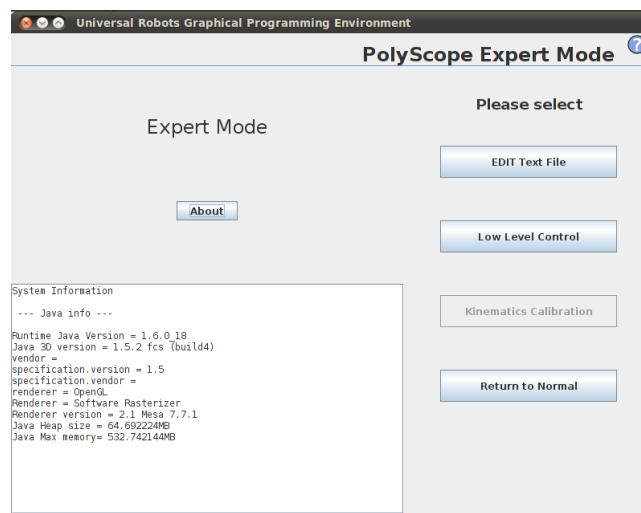 Universal Robots Graphical Programming Environment
PolyScope Expert Mode
?
Expert Mode
About
System Information
--- Java info ---
Runtime Java Version = 1.6.0_18
Java 3D version = 1.5.2 fcs (build4)
vendor =
specification.version = 1.5
specification.vendor =
renderer = OpenGL
Renderer = Software Rasterizer
Renderer version = 2.1 Mesa 7.7.1
Java Heap size = 64.692224MB
Java Max memory= 532.742144MB
Please select
EDIT Text File
Low Level Control
Kinematics Calibration
Return to Normal